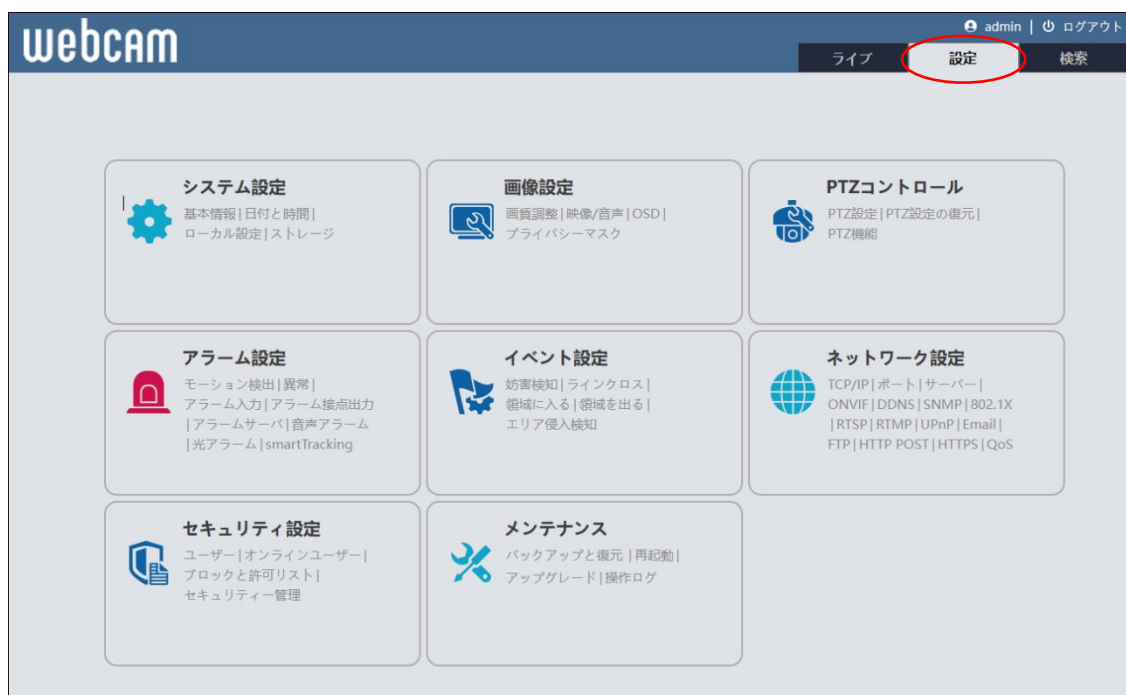 webcam
admin | ログアウト
ライブ 設定 検索
システム設定
基本情報|日付と時間|
ローカル設定|ストレージ
画像設定
画質調整|映像/音声|OSD|
プライバシーマスク
PTZコントロール
PTZ設定|PTZ設定の復元|
PTZ機能
アラーム設定
モーション検出|異常|
アラーム入力|アラーム接点出力
|アラームサーバ|音声アラーム
|光アラーム|smartTracking
イベント設定
妨害検知|ラインクロス|
領域に入る|領域を出る|
エリア侵入検知
ネットワーク設定
TCP/IP|ポート|サーバー|
ONVIF|DDNS|SNMP|802.1X
|RTSP|RTMP|UPnP|Email|
FTP|HTTP POST|HTTPS|QoS
セキュリティ設定
ユーザー|オンラインユーザー|
ブロックと許可リスト|
セキュリティー管理
メンテナンス
バックアップと復元 |再起動|
アップグレード|操作ログ